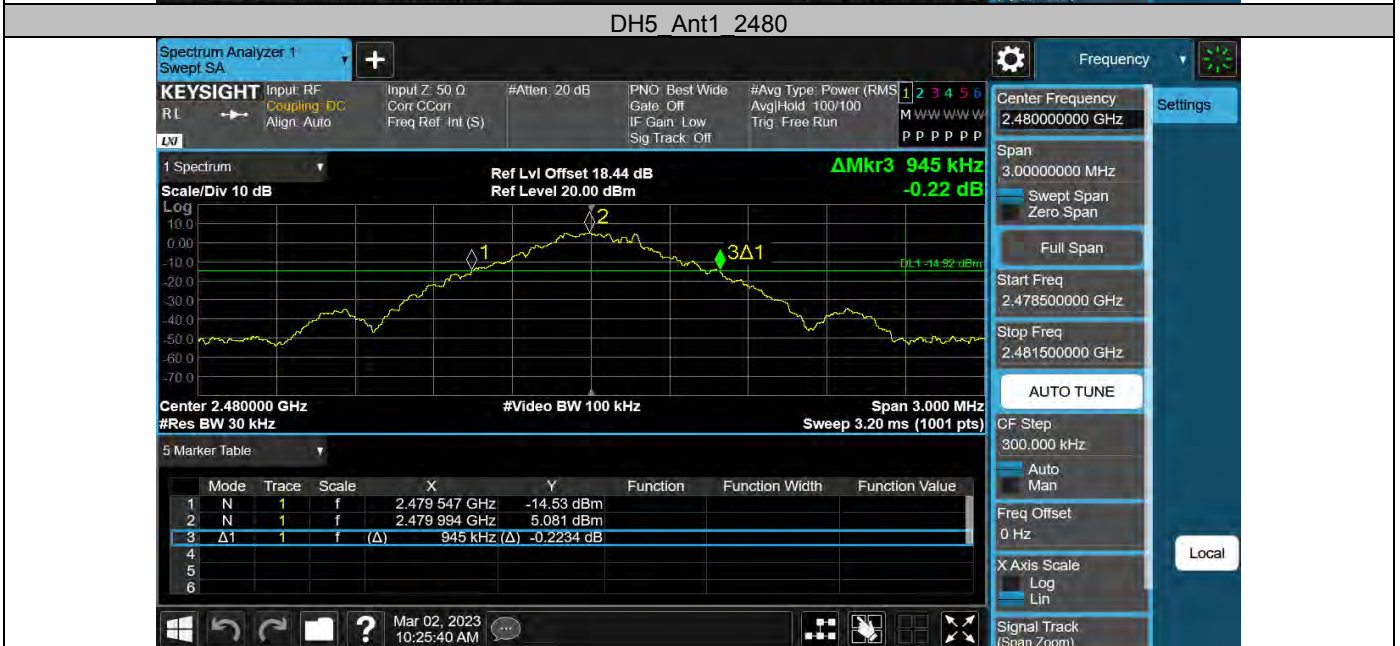 DH5_Ant1_2480
Spectrum Analyzer 1
Swept SA
+
Frequency
KEYSIGHT
RL
LXI
Input: RF
Coupling: DC
Align: Auto
Input Z: 50 Ω
Corr CCorr
Freq Ref: Int (S)
#Atten: 20 dB
PNO: Best Wide
Gate: Off
IF Gain: Low
Sig Track: Off
#Avg Type: Power (RMS
Avg|Hold: 100/100
Trig: Free Run
1 2 3 4 5 6
M W W W W W
P P P P P P
1 Spectrum
Scale/Div 10 dB
Ref Lvl Offset 18.44 dB
Ref Level 20.00 dBm
ΔMkr3 945 kHz
-0.22 dB
Log
10.0
0.00
-10.0
-20.0
-30.0
-40.0
-50.0
-60.0
-70.0
1
2
3Δ1
DL1 -14.92 dBm
Center 2.480000 GHz
#Res BW 30 kHz
#Video BW 100 kHz
Span 3.000 MHz
Sweep 3.20 ms (1001 pts)
5 Marker Table
Mode Trace Scale X Y Function Function Width Function Value
1 N 1 f 2.479 547 GHz -14.53 dBm
2 N 1 f 2.479 994 GHz 5.081 dBm
3 Δ1 1 f (Δ) 945 kHz (Δ) -0.2234 dB
4
5
6
?
Mar 02, 2023
10:25:40 AM
Center Frequency
2.480000000 GHz
Settings
Span
3.00000000 MHz
Swept Span
Zero Span
Full Span
Start Freq
2.478500000 GHz
Stop Freq
2.481500000 GHz
AUTO TUNE
CF Step
300.000 kHz
Auto
Man
Freq Offset
0 Hz
Local
X Axis Scale
Log
Lin
Signal Track
(Span Zoom)